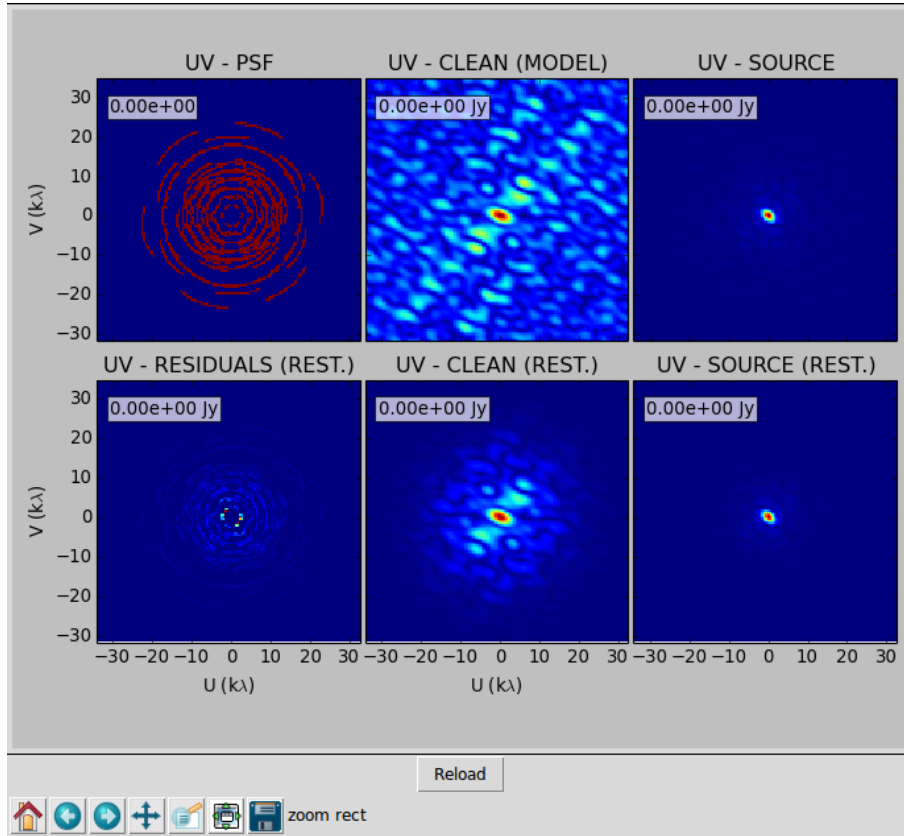 UV - PSF
UV - CLEAN (MODEL)
UV - SOURCE
0.00e+00
0.00e+00 Jy
0.00e+00 Jy
30
20
10
0
−10
−20
−30
V (kλ)
UV - RESIDUALS (REST.)
UV - CLEAN (REST.)
UV - SOURCE (REST.)
0.00e+00 Jy
0.00e+00 Jy
0.00e+00 Jy
30
20
10
0
−10
−20
−30
V (kλ)
−30 −20 −10 0 10 20 30
−30 −20 −10 0 10 20 30
−30 −20 −10 0 10 20 30
U (kλ)
U (kλ)
Reload
zoom rect